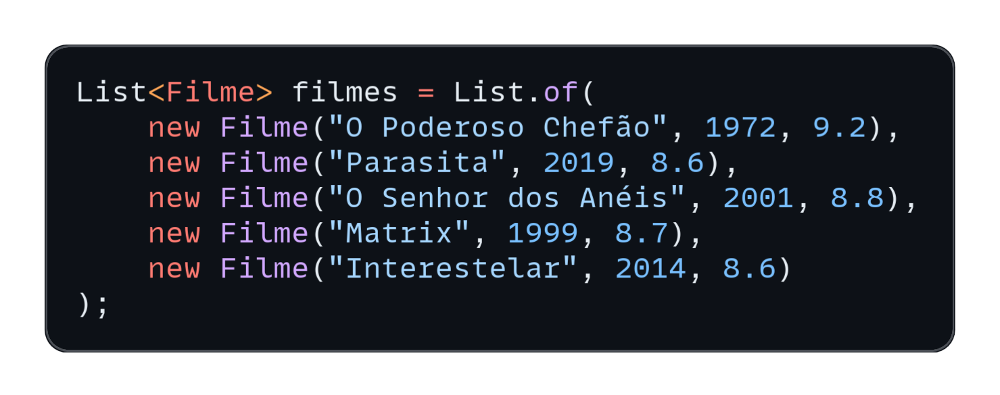 List<Filme> filmes = List.of(
    new Filme("O Poderoso Chefão", 1972, 9.2),
    new Filme("Parasita", 2019, 8.6),
    new Filme("O Senhor dos Anéis", 2001, 8.8),
    new Filme("Matrix", 1999, 8.7),
    new Filme("Interestelar", 2014, 8.6)
);